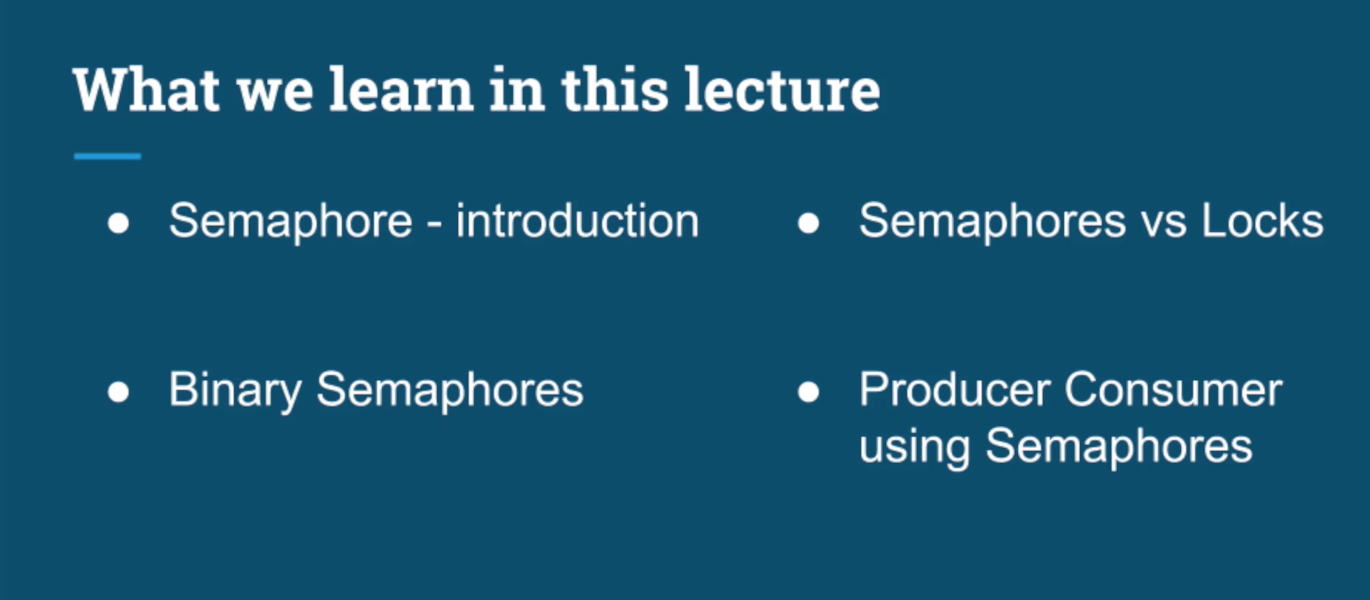 What we learn in this lecture
● Semaphore - introduction
● Binary Semaphores
● Semaphores vs Locks
● Producer Consumer
using Semaphores